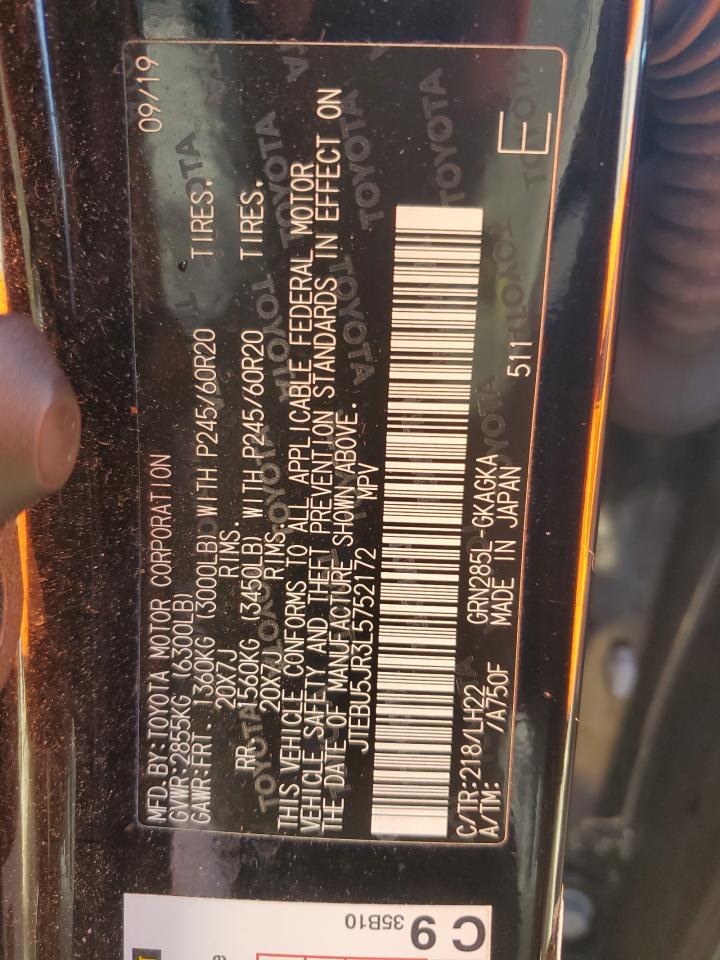 MFD. BY:TOYOTA MOTOR CORPORATION 09/19
GVWR:2855KG (6300LB)
GAWR:FRT. 1360KG (3000LB) WITH P245/60R20 TIRES.
20X7J RIMS.
RR. 1560KG (3450LB) WITH P245/60R20 TIRES.
20X7J RIMS.
THIS VEHICLE CONFORMS TO ALL APPLICABLE FEDERAL MOTOR
VEHICLE SAFETY AND THEFT PREVENTION STANDARDS IN EFFECT ON
THE DATE OF MANUFACTURE SHOWN ABOVE.
JTEBU5JR3L5752172 MPV
C/TR:218/LH22 GRN285L-GKAGKA
A/TM: /A750F MADE IN JAPAN 511 E
C 9
35B10